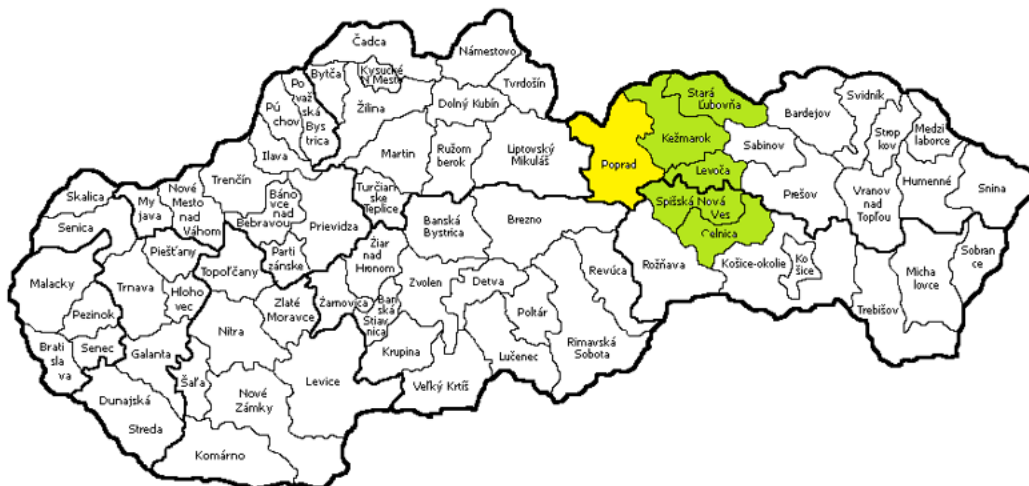 Čadca
Námestovo
Bytča
Kysucké
N Mesto
Tvrdošín
Po
važ
ská
Bys
trica
Pú
chov
Žilina
Dolný Kubín
Stará
Ľubovňa
Bardejov
Svidník
Strop
kov
Medzi
laborce
Ilava
Martin
Ružom
berok
Liptovský
Mikuláš
Poprad
Kežmarok
Levoča
Sabinov
Prešov
Vranov
nad
Topľou
Humenné
Snina
Skalica
Senica
My
java
Nové
Mesto
nad
Váhom
Trenčín
Báno
vce nad
Bebravou
Prievidza
Turčian
ske
Teplice
Banská
Bystrica
Brezno
Spišská Nová
Ves
Gelnica
Malacky
Piešťany
Trnava
Hloho
vec
Topoľčany
Parti
zánske
Žiar
nad
Hronom
Zvolen
Detva
Revúca
Rožňava
Košice-okolie
Ko
šice
Micha
lovce
Sobran
ce
Trebišov
Pezinok
Senec
Brati
sla
va
Galanta
Nitra
Zlaté
Moravce
Žarnovica
Ban
ská
Štiav
nica
Krupina
Poltár
Lučenec
Rimavská
Sobota
Dunajská
Streda
Šaľa
Nové
Zámky
Levice
Veľký Krtíš
Komárno